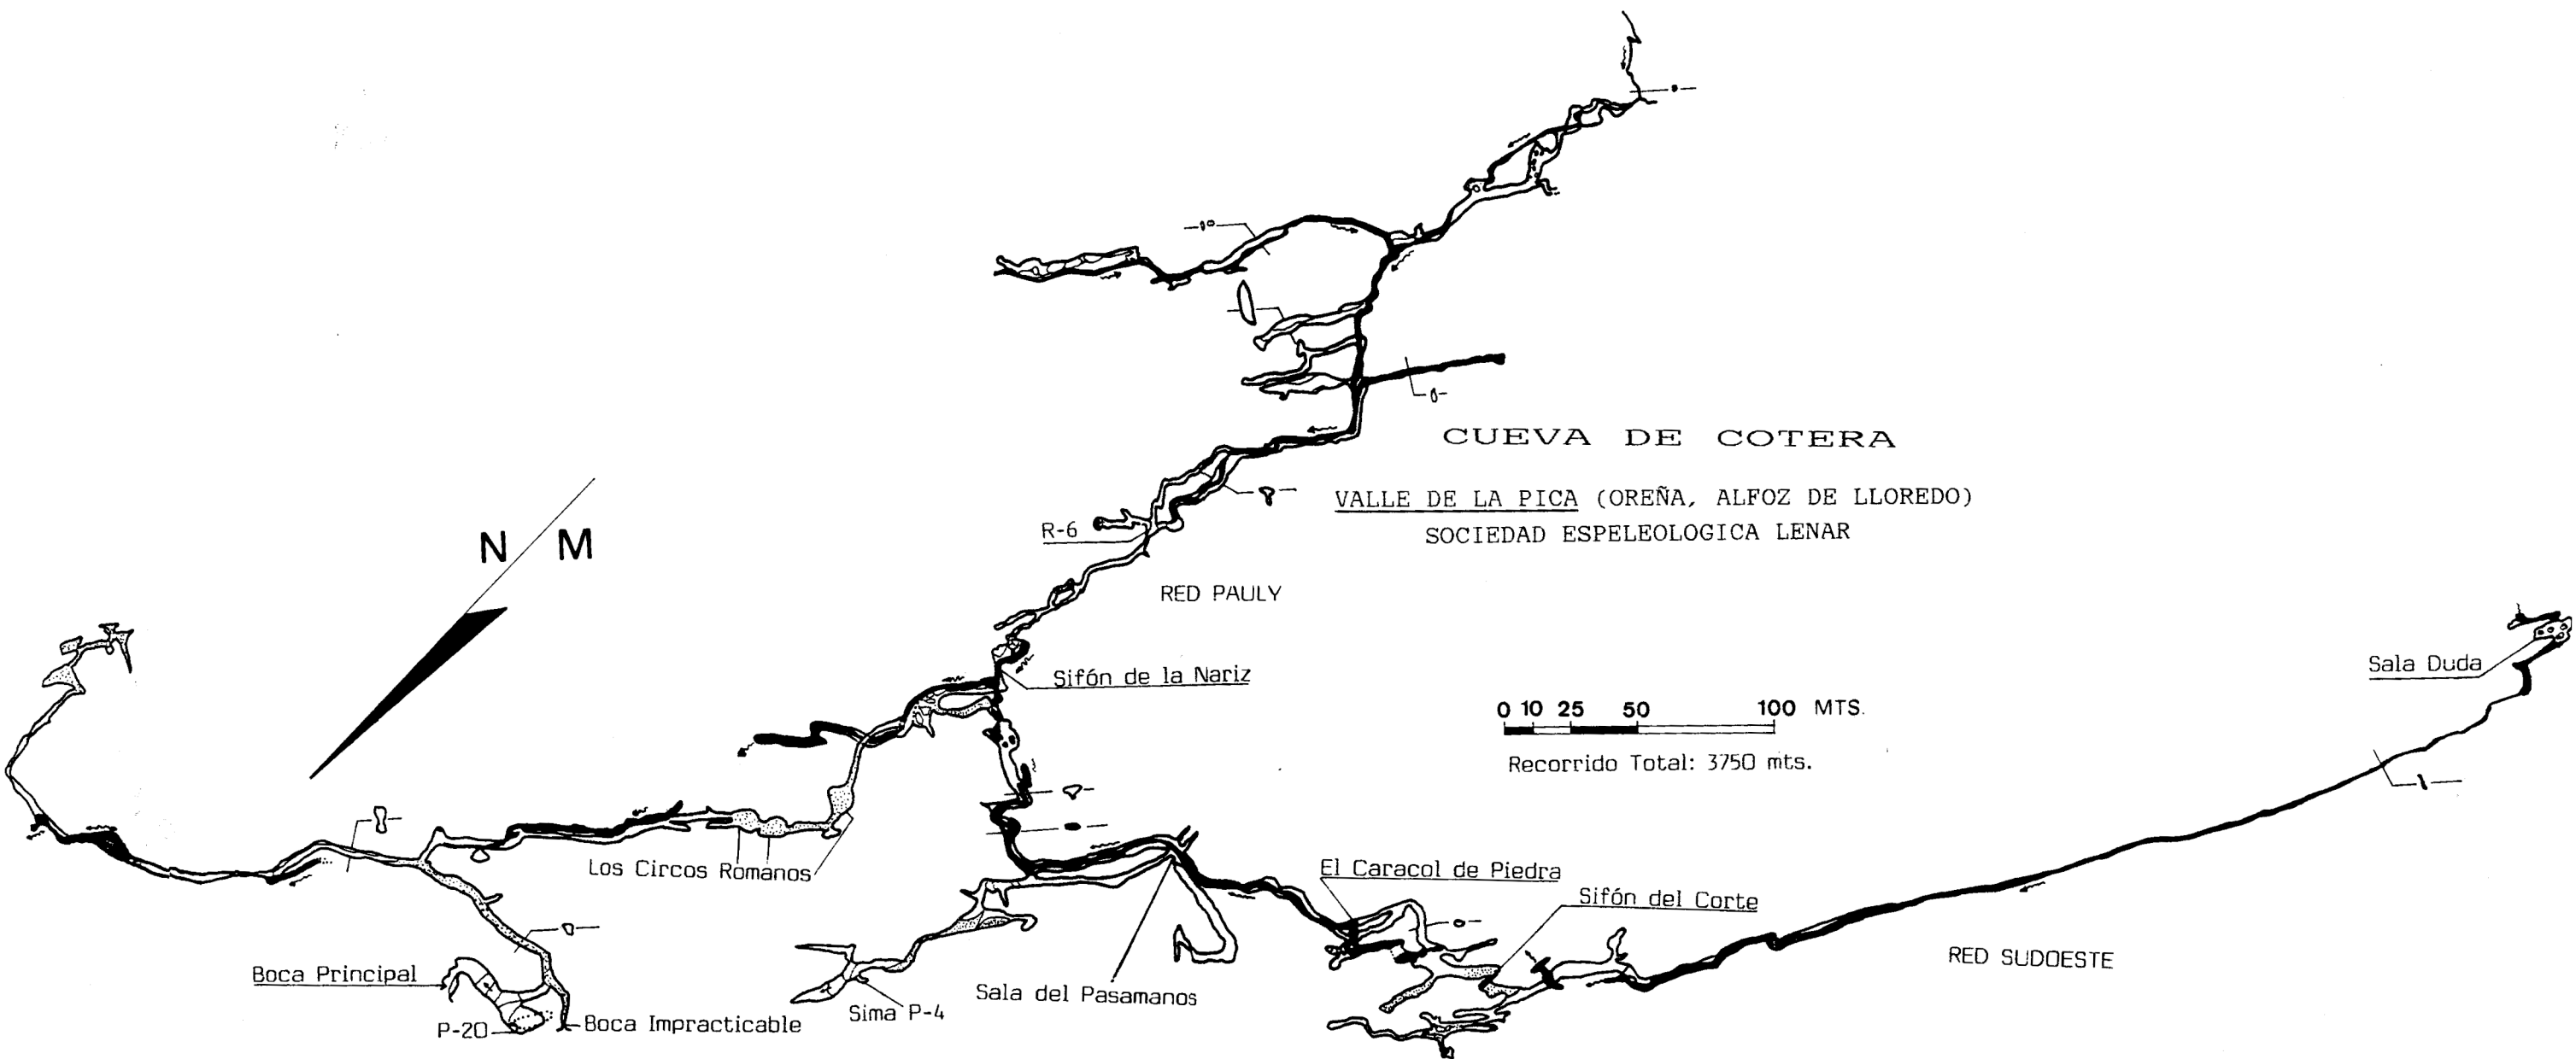 CUEVA DE COTERA
VALLE DE LA PICA (OREÑA, ALFOZ DE LLOREDO)
SOCIEDAD ESPELEOLOGICA LENAR
N M
R-6
RED PAULY
Sifón de la Nariz
Sala Duda
0 10 25 50 100 MTS.
Recorrido Total: 3750 mts.
Los Circos Romanos
El Caracol de Piedra
Sifón del Corte
RED SUDOESTE
Boca Principal
Sala del Pasamanos
Sima P-4
P-20
Boca Impracticable